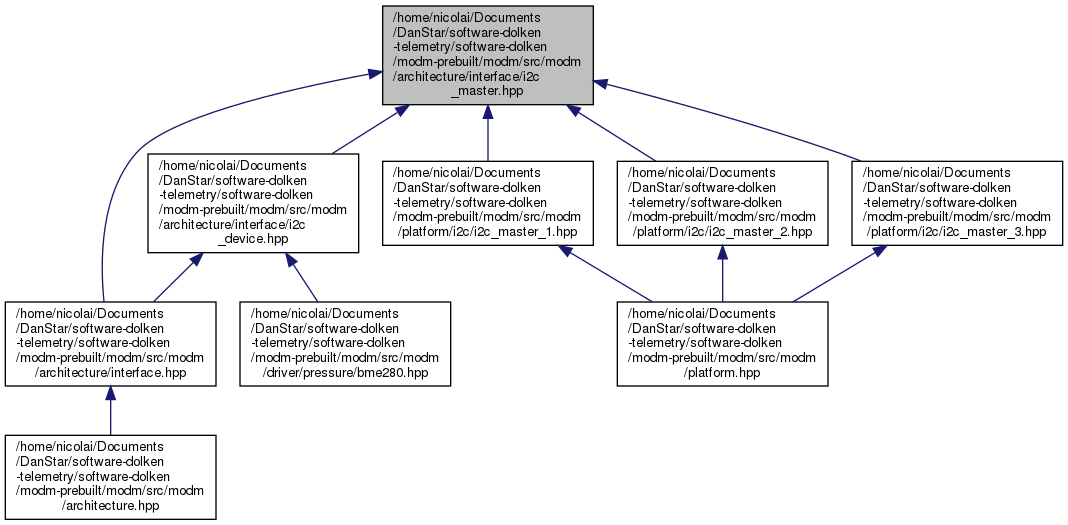 /home/nicolai/Documents
/DanStar/software-dolken
-telemetry/software-dolken
/modm-prebuilt/modm/src/modm
/architecture/interface/i2c
_master.hpp
/home/nicolai/Documents
/DanStar/software-dolken
-telemetry/software-dolken
/modm-prebuilt/modm/src/modm
/architecture/interface/i2c
_device.hpp
/home/nicolai/Documents
/DanStar/software-dolken
-telemetry/software-dolken
/modm-prebuilt/modm/src/modm
/platform/i2c/i2c_master_1.hpp
/home/nicolai/Documents
/DanStar/software-dolken
-telemetry/software-dolken
/modm-prebuilt/modm/src/modm
/platform/i2c/i2c_master_2.hpp
/home/nicolai/Documents
/DanStar/software-dolken
-telemetry/software-dolken
/modm-prebuilt/modm/src/modm
/platform/i2c/i2c_master_3.hpp
/home/nicolai/Documents
/DanStar/software-dolken
-telemetry/software-dolken
/modm-prebuilt/modm/src/modm
/architecture/interface.hpp
/home/nicolai/Documents
/DanStar/software-dolken
-telemetry/software-dolken
/modm-prebuilt/modm/src/modm
/driver/pressure/bme280.hpp
/home/nicolai/Documents
/DanStar/software-dolken
-telemetry/software-dolken
/modm-prebuilt/modm/src/modm
/platform.hpp
/home/nicolai/Documents
/DanStar/software-dolken
-telemetry/software-dolken
/modm-prebuilt/modm/src/modm
/architecture.hpp